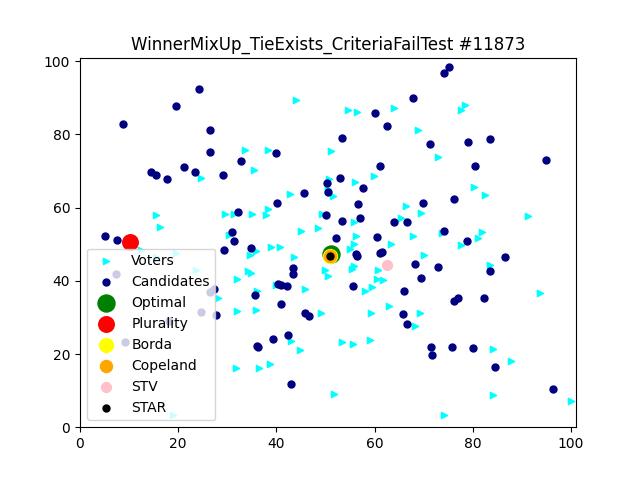 WinnerMixUp_TieExists_CriteriaFailTest #11873
100
80
60
40
20
0
0
20
40
60
80
100
Voters
Candidates
Optimal
Plurality
Borda
Copeland
STV
STAR